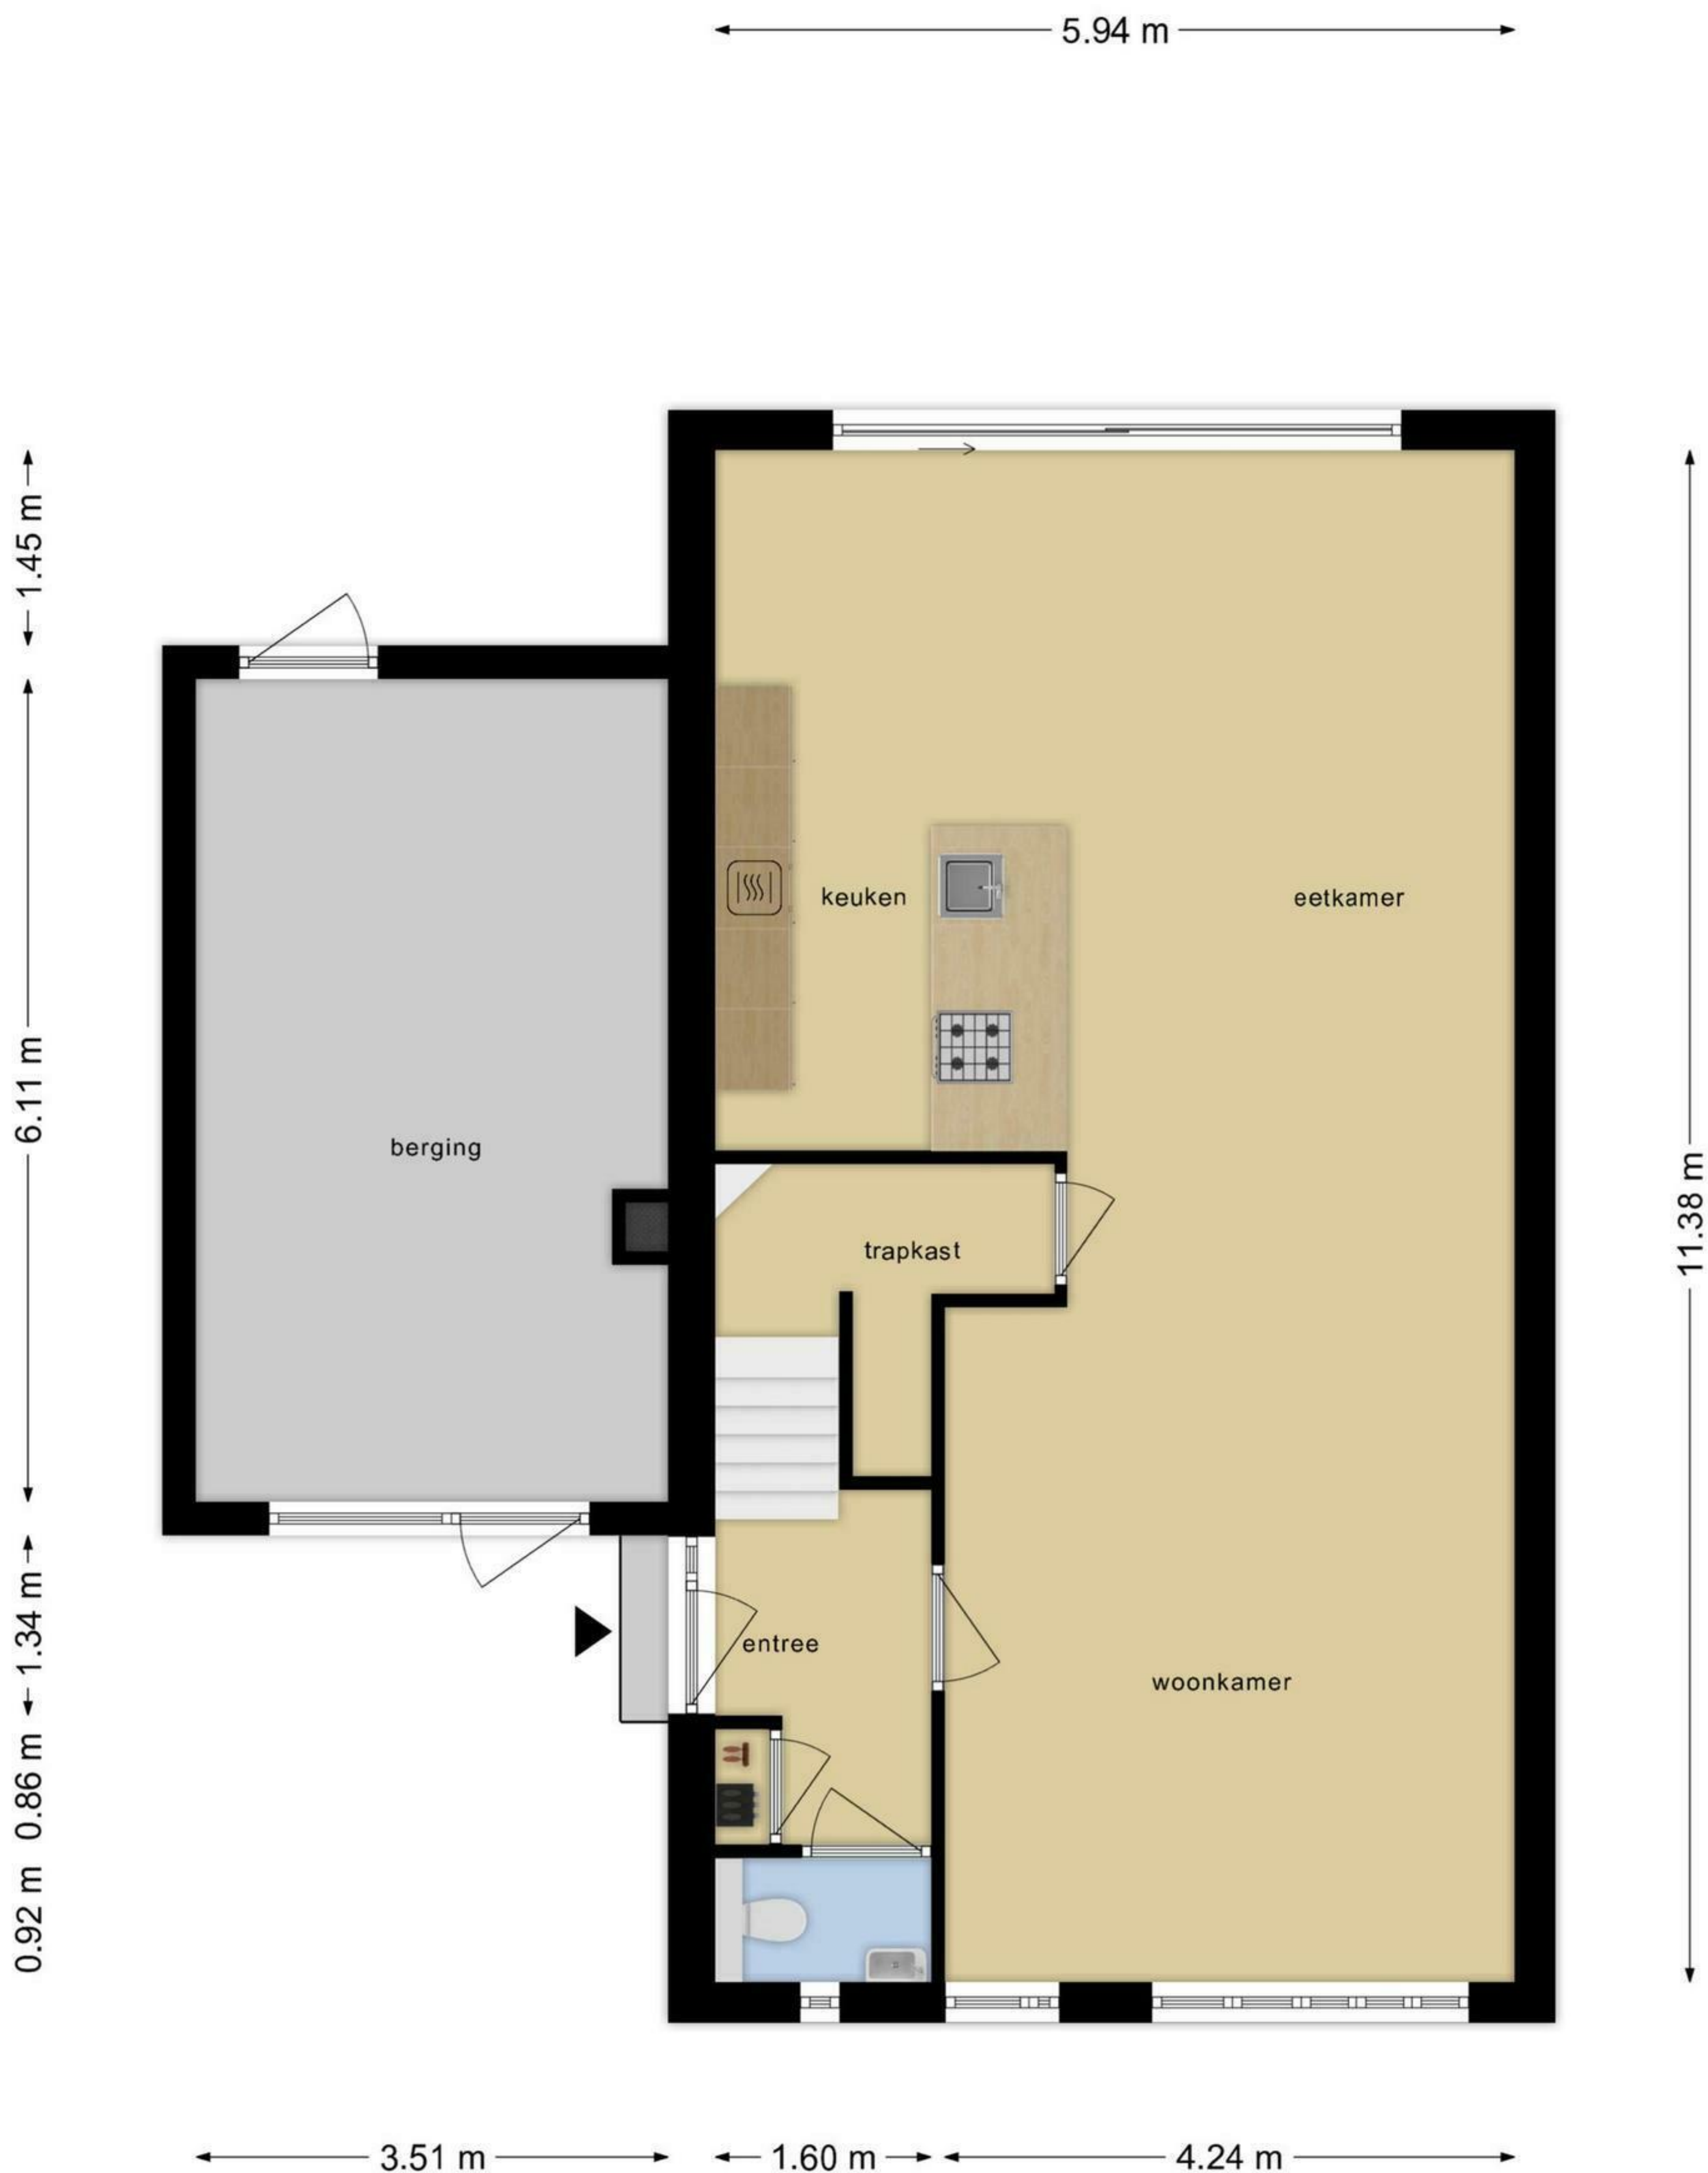 5.94 m
1.45 m
6.11 m
1.34 m
0.86 m
0.92 m
keuken
eetkamer
berging
trapkast
entree
woonkamer
11.38 m
3.51 m
1.60 m
4.24 m